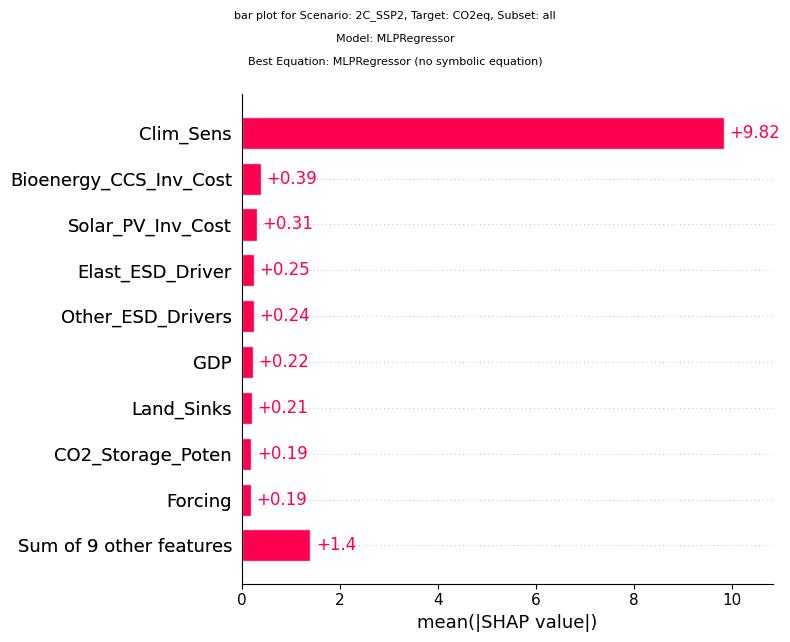 bar plot for Scenario: 2C_SSP2, Target: CO2eq, Subset: all
Model: MLPRegressor
Best Equation: MLPRegressor (no symbolic equation)
Clim_Sens +9.82
Bioenergy_CCS_Inv_Cost +0.39
Solar_PV_Inv_Cost +0.31
Elast_ESD_Driver +0.25
Other_ESD_Drivers +0.24
GDP +0.22
Land_Sinks +0.21
CO2_Storage_Poten +0.19
Forcing +0.19
Sum of 9 other features +1.4
0 2 4 6 8 10
mean(|SHAP value|)